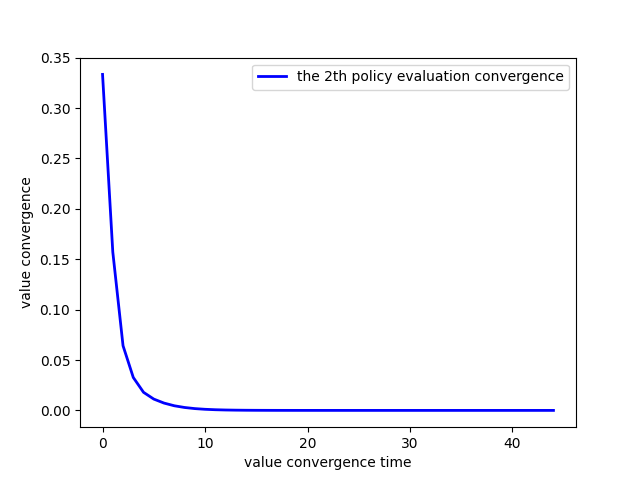 the 2th policy evaluation convergence
0.35
0.30
0.25
0.20
0.15
0.10
0.05
0.00
value convergence
0 10 20 30 40
value convergence time